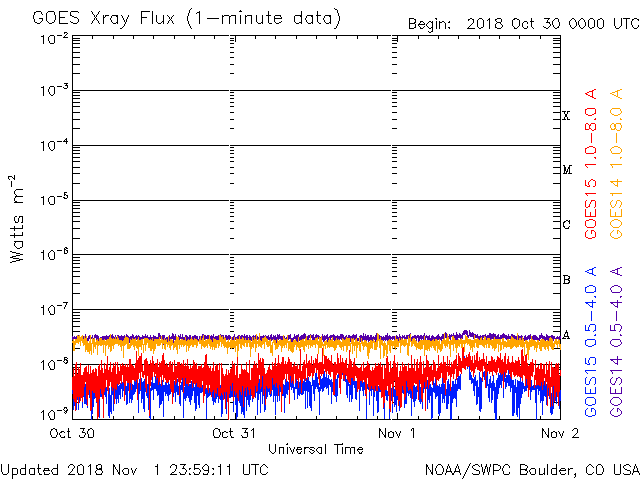 GOES Xray Flux (1-minute data)
Begin: 2018 Oct 30 0000 UTC
Watts m⁻²
10⁻²
10⁻³
10⁻⁴
10⁻⁵
10⁻⁶
10⁻⁷
10⁻⁸
10⁻⁹
X
M
C
B
A
GOES15 1.0-8.0 A
GOES14 1.0-8.0 A
GOES15 0.5-4.0 A
GOES14 0.5-4.0 A
Oct 30 Oct 31 Nov 1 Nov 2
Universal Time
Updated 2018 Nov 1 23:59:11 UTC
NOAA/SWPC Boulder, CO USA